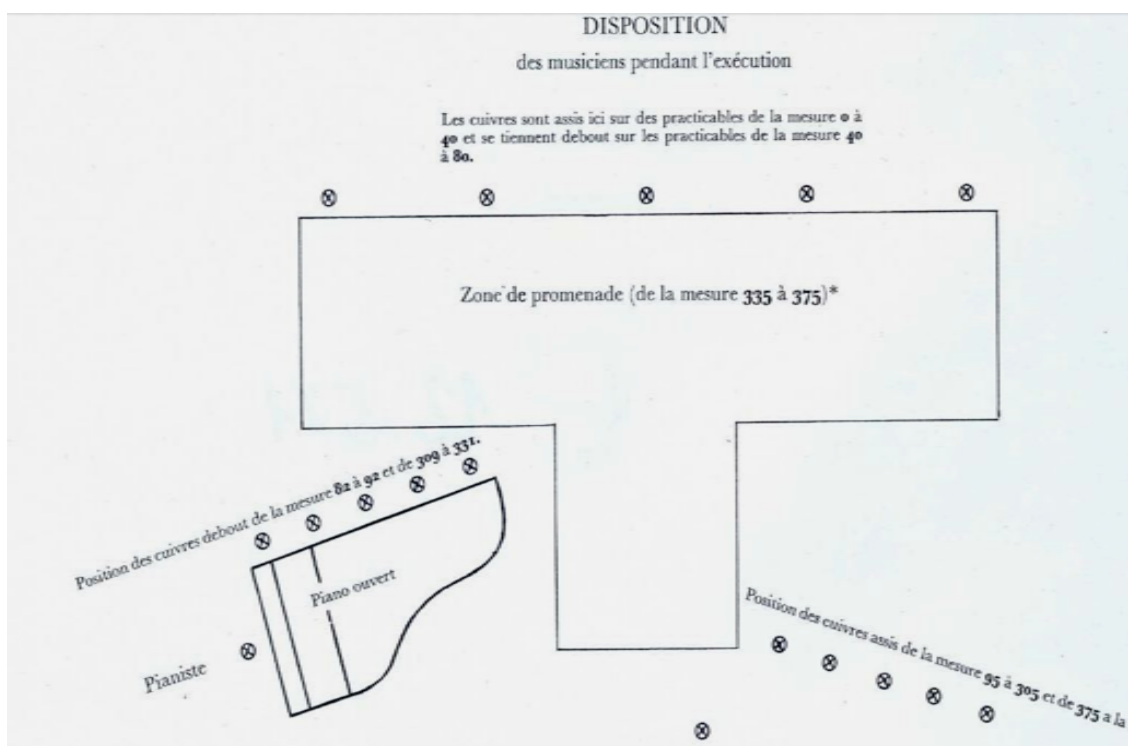 DISPOSITION
des musiciens pendant l'exécution
Les cuivres sont assis ici sur des practicables de la mesure 0 à
40 et se tiennent debout sur les practicables de la mesure 40
à 80.
Zone de promenade (de la mesure 335 à 375)*
Position des cuivres debout de la mesure 82 à 92 et de 309 à 331.
Piano ouvert
Pianiste
Position des cuivres assis de la mesure 95 à 305 et de 375 a la